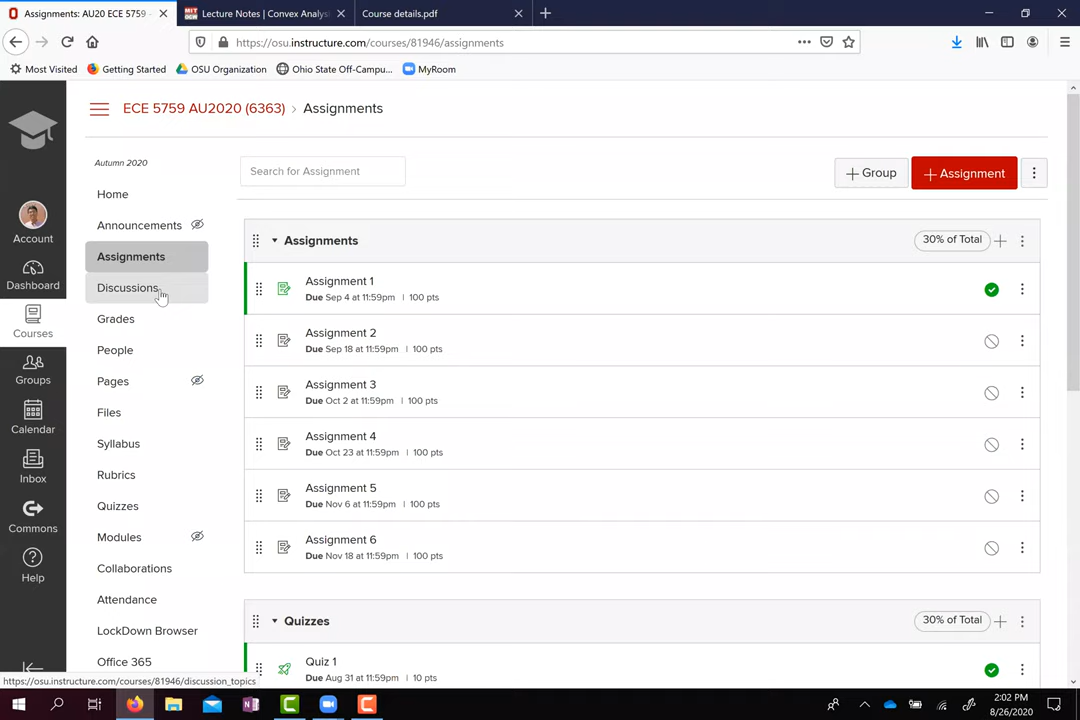 Assignments: AU20 ECE 5759 -
Lecture Notes | Convex Analysi
Course details.pdf
https://osu.instructure.com/courses/81946/assignments
Most Visited
Getting Started
OSU Organization
Ohio State Off-Campu...
MyRoom
ECE 5759 AU2020 (6363) > Assignments
Autumn 2020
Home
Announcements
Assignments
Discussions
Grades
People
Pages
Files
Syllabus
Rubrics
Quizzes
Modules
Collaborations
Attendance
LockDown Browser
Office 365
Account
Dashboard
Courses
Groups
Calendar
Inbox
Commons
Help
Search for Assignment
+ Group
+ Assignment
Assignments
30% of Total
Assignment 1
Due Sep 4 at 11:59pm | 100 pts
Assignment 2
Due Sep 18 at 11:59pm | 100 pts
Assignment 3
Due Oct 2 at 11:59pm | 100 pts
Assignment 4
Due Oct 23 at 11:59pm | 100 pts
Assignment 5
Due Nov 6 at 11:59pm | 100 pts
Assignment 6
Due Nov 18 at 11:59pm | 100 pts
Quizzes
30% of Total
Quiz 1
Due Aug 31 at 11:59pm | 10 pts
https://osu.instructure.com/courses/81946/discussion_topics
2:02 PM
8/26/2020